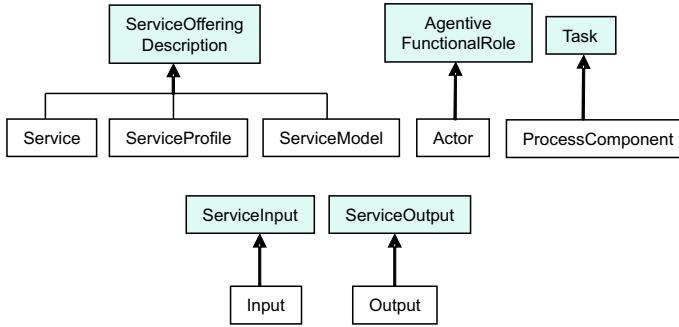 ServiceOffering
Description
Agentive
FunctionalRole
Task
Service
ServiceProfile
ServiceModel
Actor
ProcessComponent
ServiceInput
ServiceOutput
Input
Output